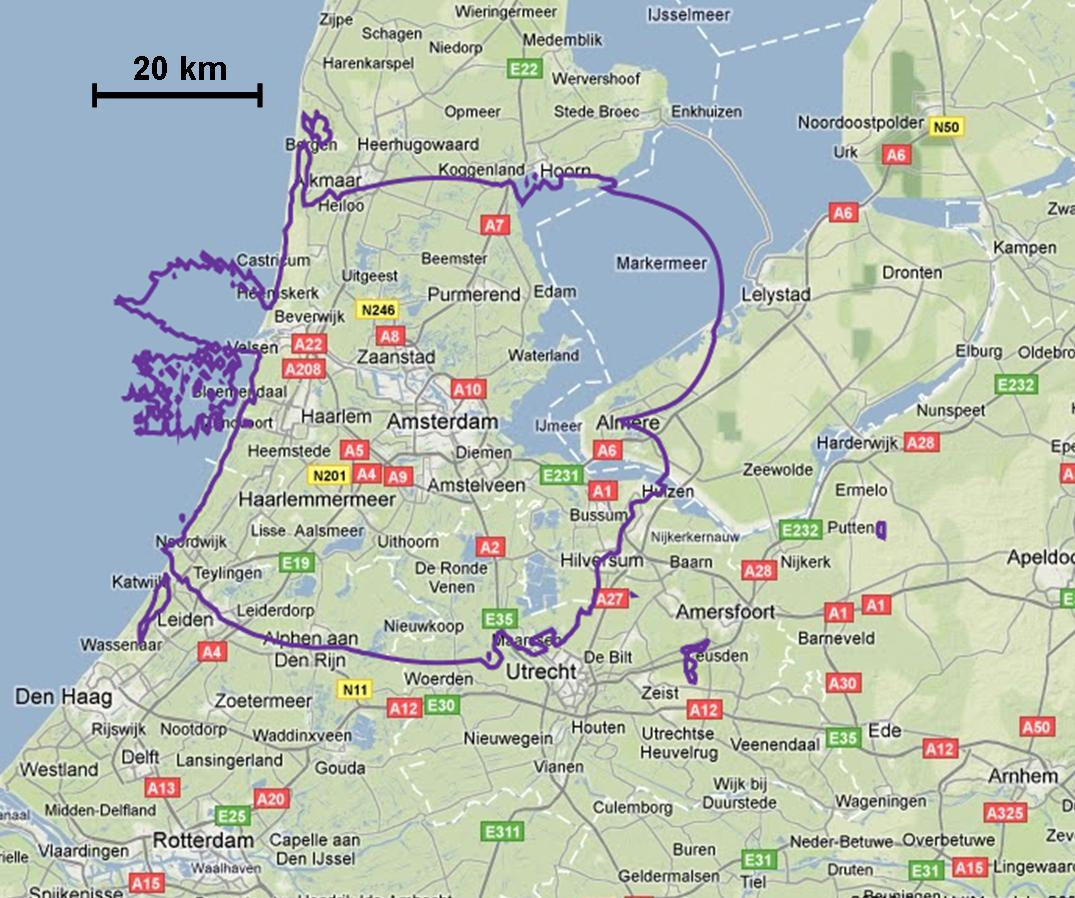 Zijpe
Wieringermeer
IJsselmeer
Schagen
Niedorp
Medemblik
Harenkarspel
E22
Wervershoof
20 km
Opmeer
Stede Broec
Enkhuizen
Noordoostpolder
N50
Heerhugowaard
Urk
A6
Koggenland
Hoorn
Alkmaar
Heiloo
A6
A7
Kampen
Castricum
Beemster
Markermeer
Dronten
Uitgeest
Heemskerk
Purmerend
Edam
Lelystad
N246
Beverwijk
A8
A22
Velsen
Zaanstad
Waterland
Elburg
A208
E232
Bloemendaal
A10
Nunspeet
Haarlem
Amsterdam
IJmeer
Almere
Harderwijk
A28
Heemstede
A5
Diemen
A6
N201
A4
A9
E231
Zeewolde
Amstelveen
A1
Huizen
Ermelo
Haarlemmermeer
Bussum
Lisse
Aalsmeer
E232
Putten
Uithoorn
Nijkerkernauw
Noordwijk
A2
E19
Hilversum
Baarn
Nijkerk
Teylingen
De Ronde
Venen
A28
Katwijk
A27
Leiderdorp
Amersfoort
A1
A1
Leiden
E35
Nieuwkoop
Barneveld
Wassenaar
Alphen aan
Den Rijn
Maarssen
A4
De Bilt
Utrecht
Woerden
A30
Den Haag
N11
Zeist
Zoetermeer
A12
E30
A12
Rijswijk
Nootdorp
Waddinxveen
Nieuwegein
Houten
Utrechtse
Heuvelrug
Veenendaal
E35
Ede
A50
A12
Delft
Lansingerland
Westland
Gouda
Vianen
Arnhem
A13
Wijk bij
Duurstede
A20
Wageningen
Midden-Delfland
E25
Culemborg
A325
E311
Rotterdam
Capelle aan
Den IJssel
Neder-Betuwe
Overbetuwe
Vlaardingen
Buren
E31
Waalhaven
Druten
E31
A15
Geldermalsen
Tiel
A15
Spijkenisse